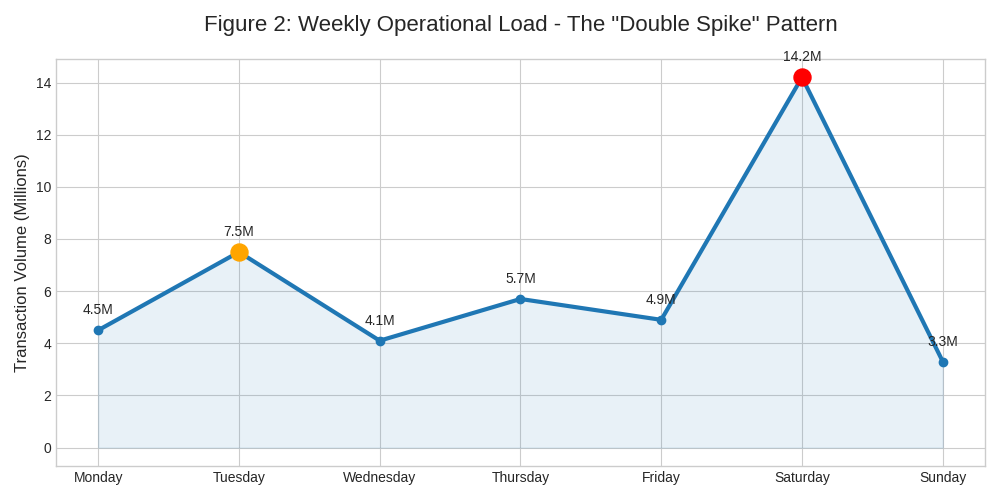 Figure 2: Weekly Operational Load - The "Double Spike" Pattern
Transaction Volume (Millions)
14
12
10
8
6
4
2
0
4.5M
7.5M
4.1M
5.7M
4.9M
14.2M
3.3M
Monday
Tuesday
Wednesday
Thursday
Friday
Saturday
Sunday